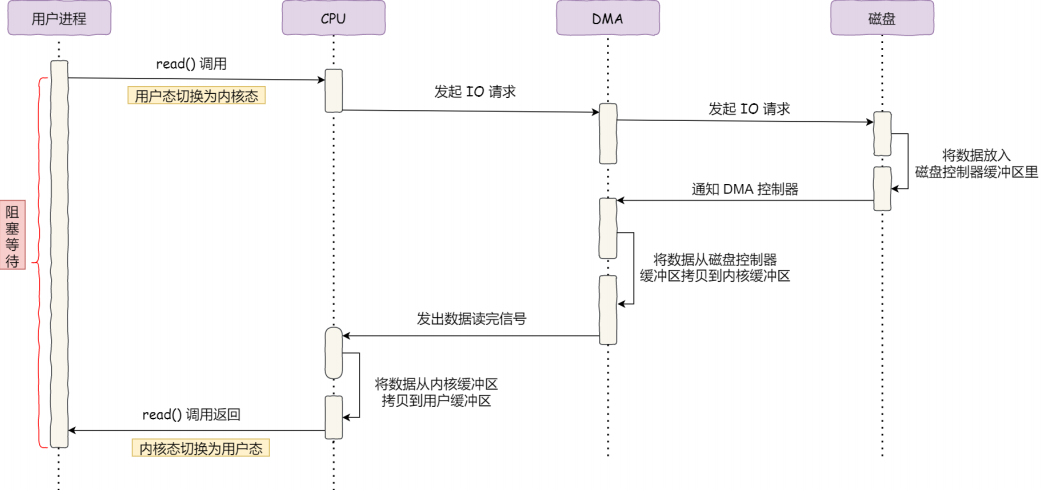 用户进程
CPU
DMA
磁盘
read() 调用
用户态切换为内核态
发起 IO 请求
发起 IO 请求
将数据放入
磁盘控制器缓冲区里
通知 DMA 控制器
阻
塞
等
待
将数据从磁盘控制器
缓冲区拷贝到内核缓冲区
发出数据读完信号
将数据从内核缓冲区
拷贝到用户缓冲区
read() 调用返回
内核态切换为用户态